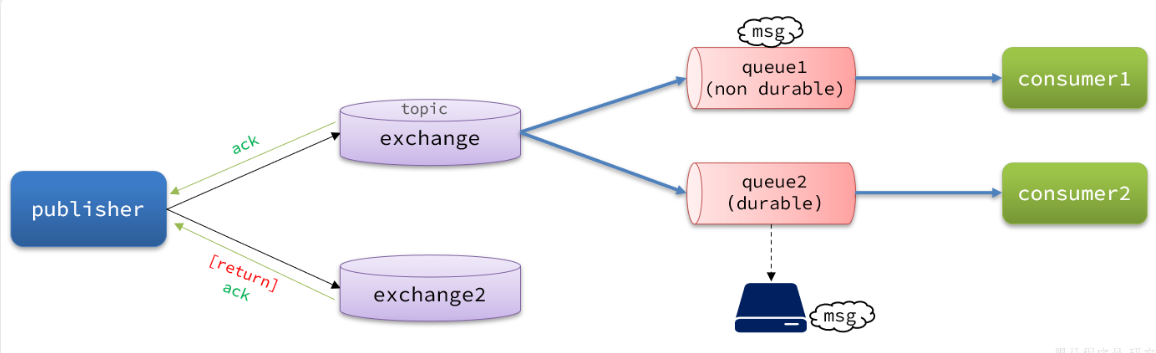 msg
queue1
(non durable)
consumer1
topic
exchange
ack
publisher
queue2
(durable)
consumer2
[return]
ack
exchange2
msg